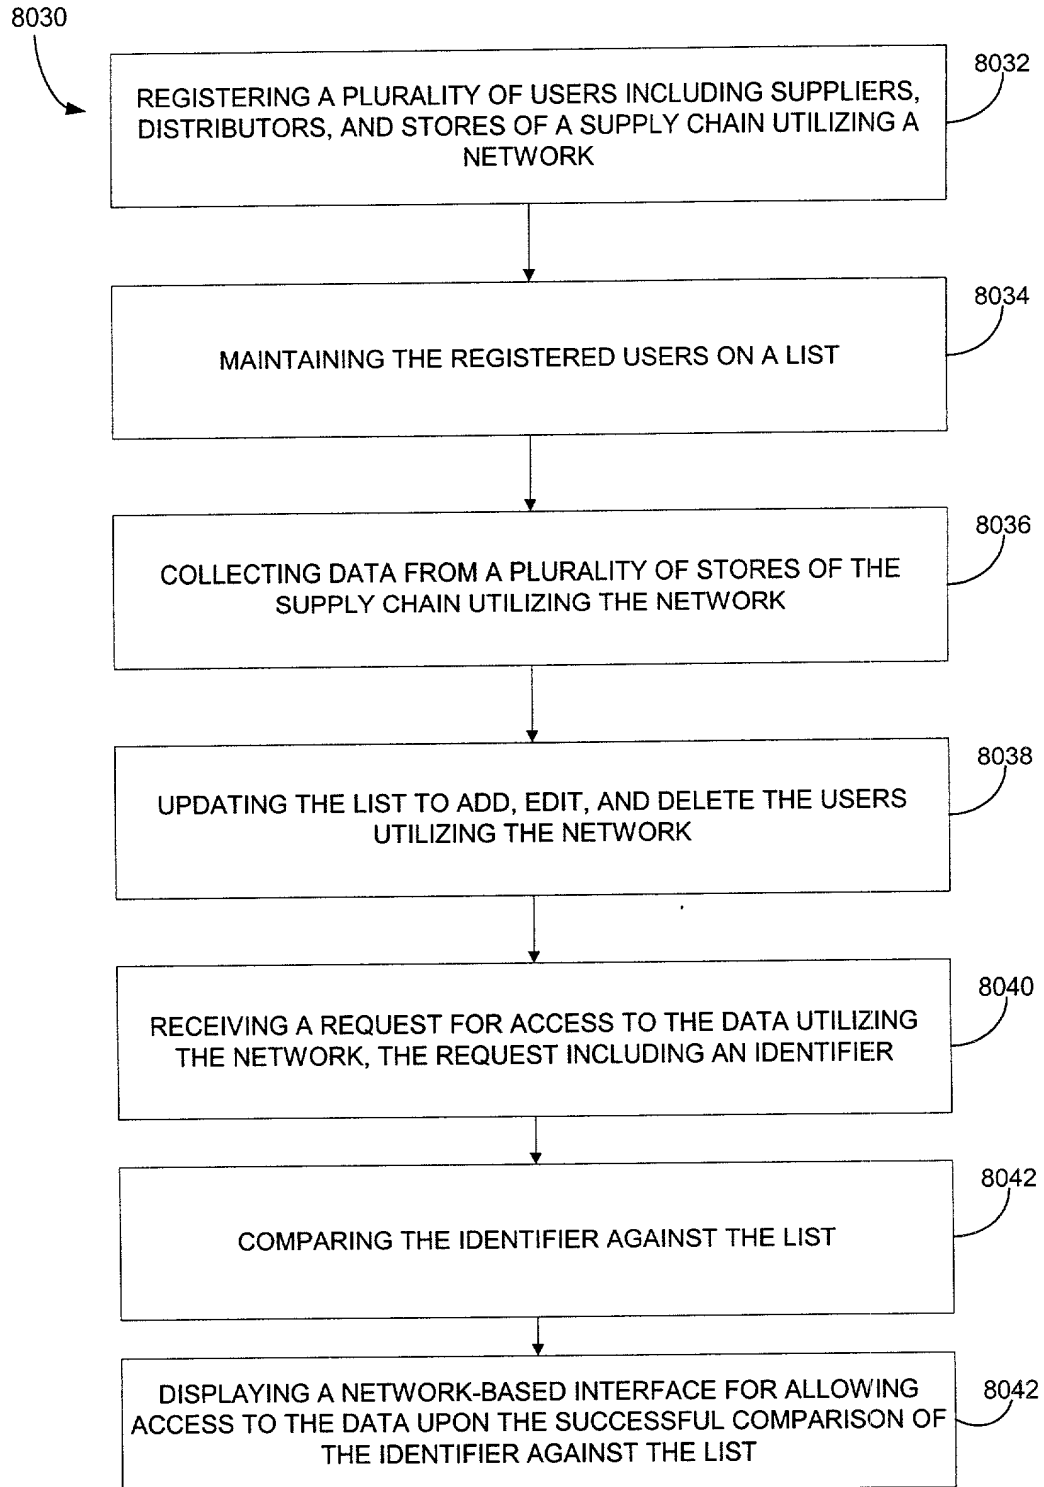 8030
8032
REGISTERING A PLURALITY OF USERS INCLUDING SUPPLIERS,
DISTRIBUTORS, AND STORES OF A SUPPLY CHAIN UTILIZING A
NETWORK
8034
MAINTAINING THE REGISTERED USERS ON A LIST
8036
COLLECTING DATA FROM A PLURALITY OF STORES OF THE
SUPPLY CHAIN UTILIZING THE NETWORK
8038
UPDATING THE LIST TO ADD, EDIT, AND DELETE THE USERS
UTILIZING THE NETWORK
8040
RECEIVING A REQUEST FOR ACCESS TO THE DATA UTILIZING
THE NETWORK, THE REQUEST INCLUDING AN IDENTIFIER
8042
COMPARING THE IDENTIFIER AGAINST THE LIST
8042
DISPLAYING A NETWORK-BASED INTERFACE FOR ALLOWING
ACCESS TO THE DATA UPON THE SUCCESSFUL COMPARISON OF
THE IDENTIFIER AGAINST THE LIST